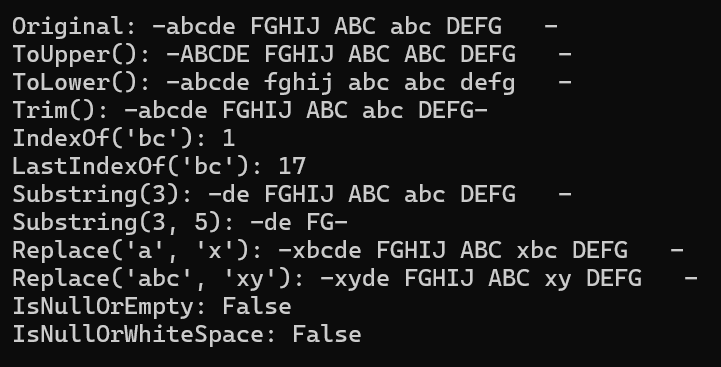 Original: -abcde FGHIJ ABC abc DEFG   -
ToUpper(): -ABCDE FGHIJ ABC ABC DEFG   -
ToLower(): -abcde fghij abc abc defg   -
Trim(): -abcde FGHIJ ABC abc DEFG-
IndexOf('bc'): 1
LastIndexOf('bc'): 17
Substring(3): -de FGHIJ ABC abc DEFG   -
Substring(3, 5): -de FG-
Replace('a', 'x'): -xbcde FGHIJ ABC xbc DEFG   -
Replace('abc', 'xy'): -xyde FGHIJ ABC xy DEFG   -
IsNullOrEmpty: False
IsNullOrWhiteSpace: False